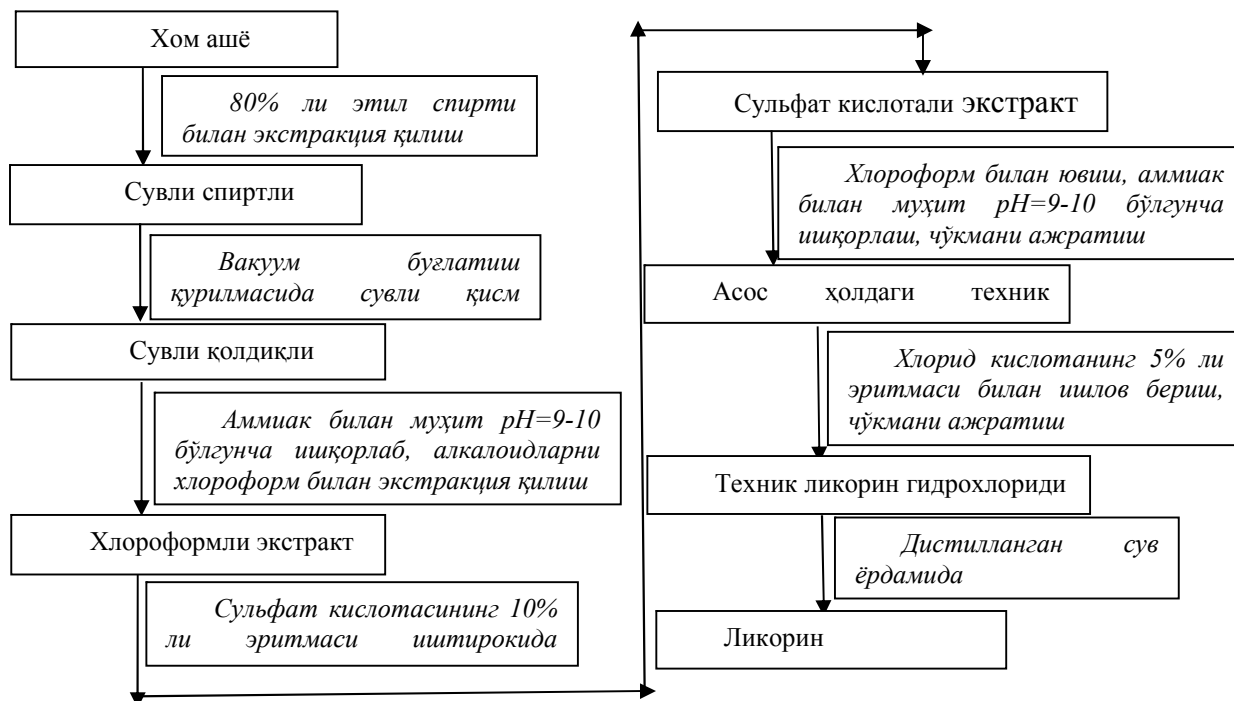 Хом ашё
80% ли этил спирти
билан экстракция қилиш
Сувли спиртли
Вакуум буғлатиш
қурилмасида сувли қисм
Сувли қолдиқли
Аммиак билан муҳит pH=9-10
бўлгунча ишқорлаб, алкалоидларни
хлороформ билан экстракция қилиш
Хлороформли экстракт
Сульфат кислотасининг 10%
ли эритмаси иштирокида
Сульфат кислотали экстракт
Хлороформ билан ювиш, аммиак
билан муҳит pH=9-10 бўлгунча
ишқорлаш, чўкмани ажратиш
Асос ҳолдаги техник
Хлорид кислотанинг 5% ли
эритмаси билан ишлов бериш,
чўкмани ажратиш
Техник ликорин гидрохлориди
Дистилланган сув
ёрдамида
Ликорин